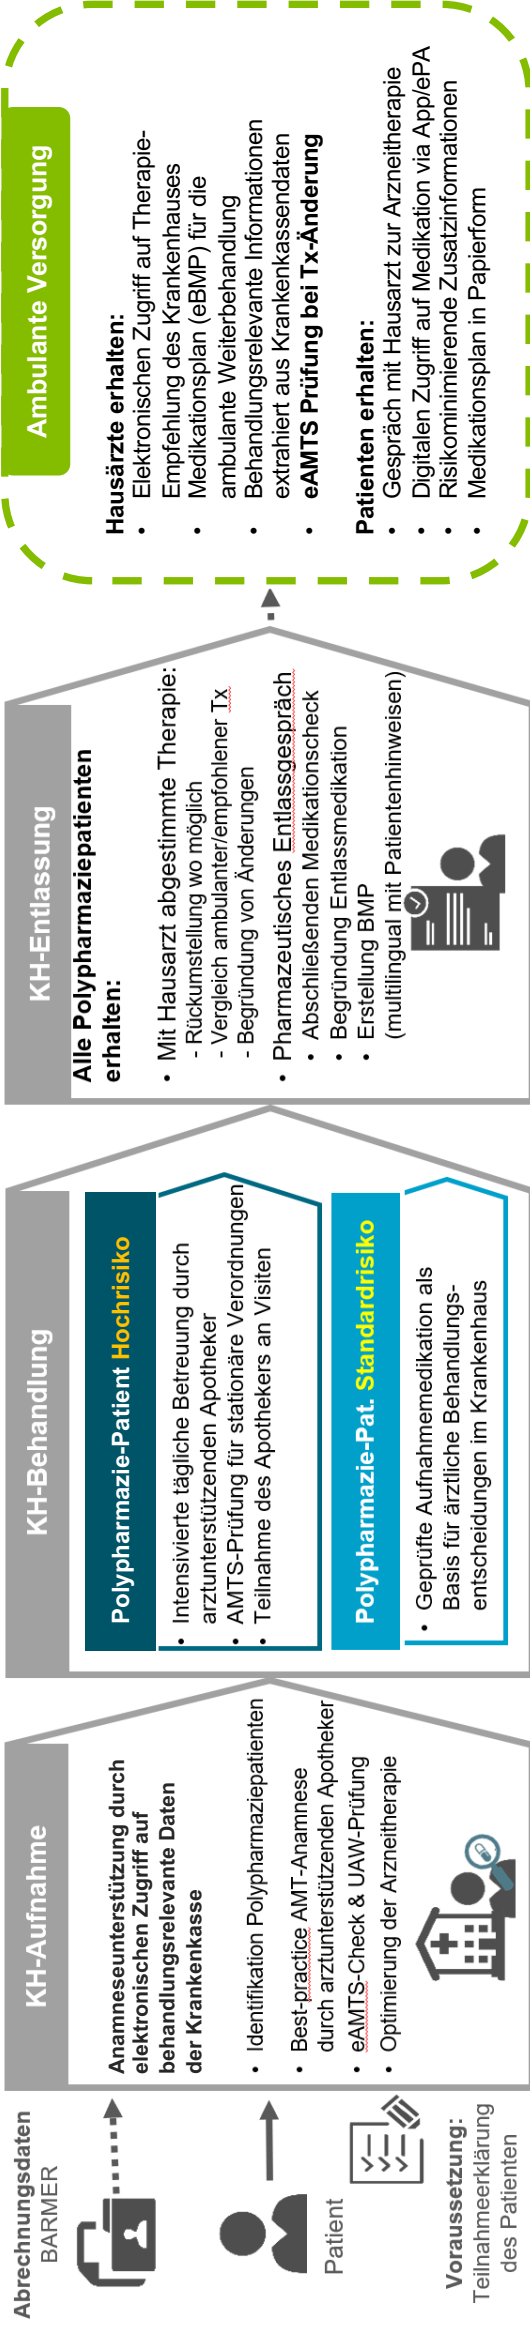 Abrechnungsdaten
BARMER
Patient
Voraussetzung:
Teilnahmeerklärung
des Patienten
KH-Aufnahme
Anamneseunterstützung durch
elektronischen Zugriff auf
behandlungsrelevante Daten
der Krankenkasse
• Identifikation Polypharmaziepatienten
• Best-practice AMT-Anamnese
durch arztunterstützenden Apotheker
• eAMTS-Check & UAW-Prüfung
• Optimierung der Arzneitherapie
KH-Behandlung
Polypharmazie-Patient Hochrisiko
• Intensivierte tägliche Betreuung durch
arztunterstützenden Apotheker
• AMTS-Prüfung für stationäre Verordnungen
• Teilnahme des Apothekers an Visiten
Polypharmazie-Pat. Standardrisiko
• Geprüfte Aufnahmemedikation als
Basis für ärztliche Behandlungs-
entscheidungen im Krankenhaus
KH-Entlassung
Alle Polypharmaziepatienten
erhalten:
• Mit Hausarzt abgestimmte Therapie:
- Rückumstellung wo möglich
- Vergleich ambulanter/empfohlener Tx
- Begründung von Änderungen
• Pharmazeutisches Entlassgespräch
• Abschließenden Medikationscheck
• Begründung Entlassmedikation
• Erstellung BMP
(multilingual mit Patientenhinweisen)
Ambulante Versorgung
Hausärzte erhalten:
• Elektronischen Zugriff auf Therapie-
Empfehlung des Krankenhauses
• Medikationsplan (eBMP) für die
ambulante Weiterbehandlung
• Behandlungsrelevante Informationen
extrahiert aus Krankenkassendaten
• eAMTS Prüfung bei Tx-Änderung
Patienten erhalten:
• Gespräch mit Hausarzt zur Arzneitherapie
• Digitalen Zugriff auf Medikation via App/ePA
• Risikominimierende Zusatzinformationen
• Medikationsplan in Papierform